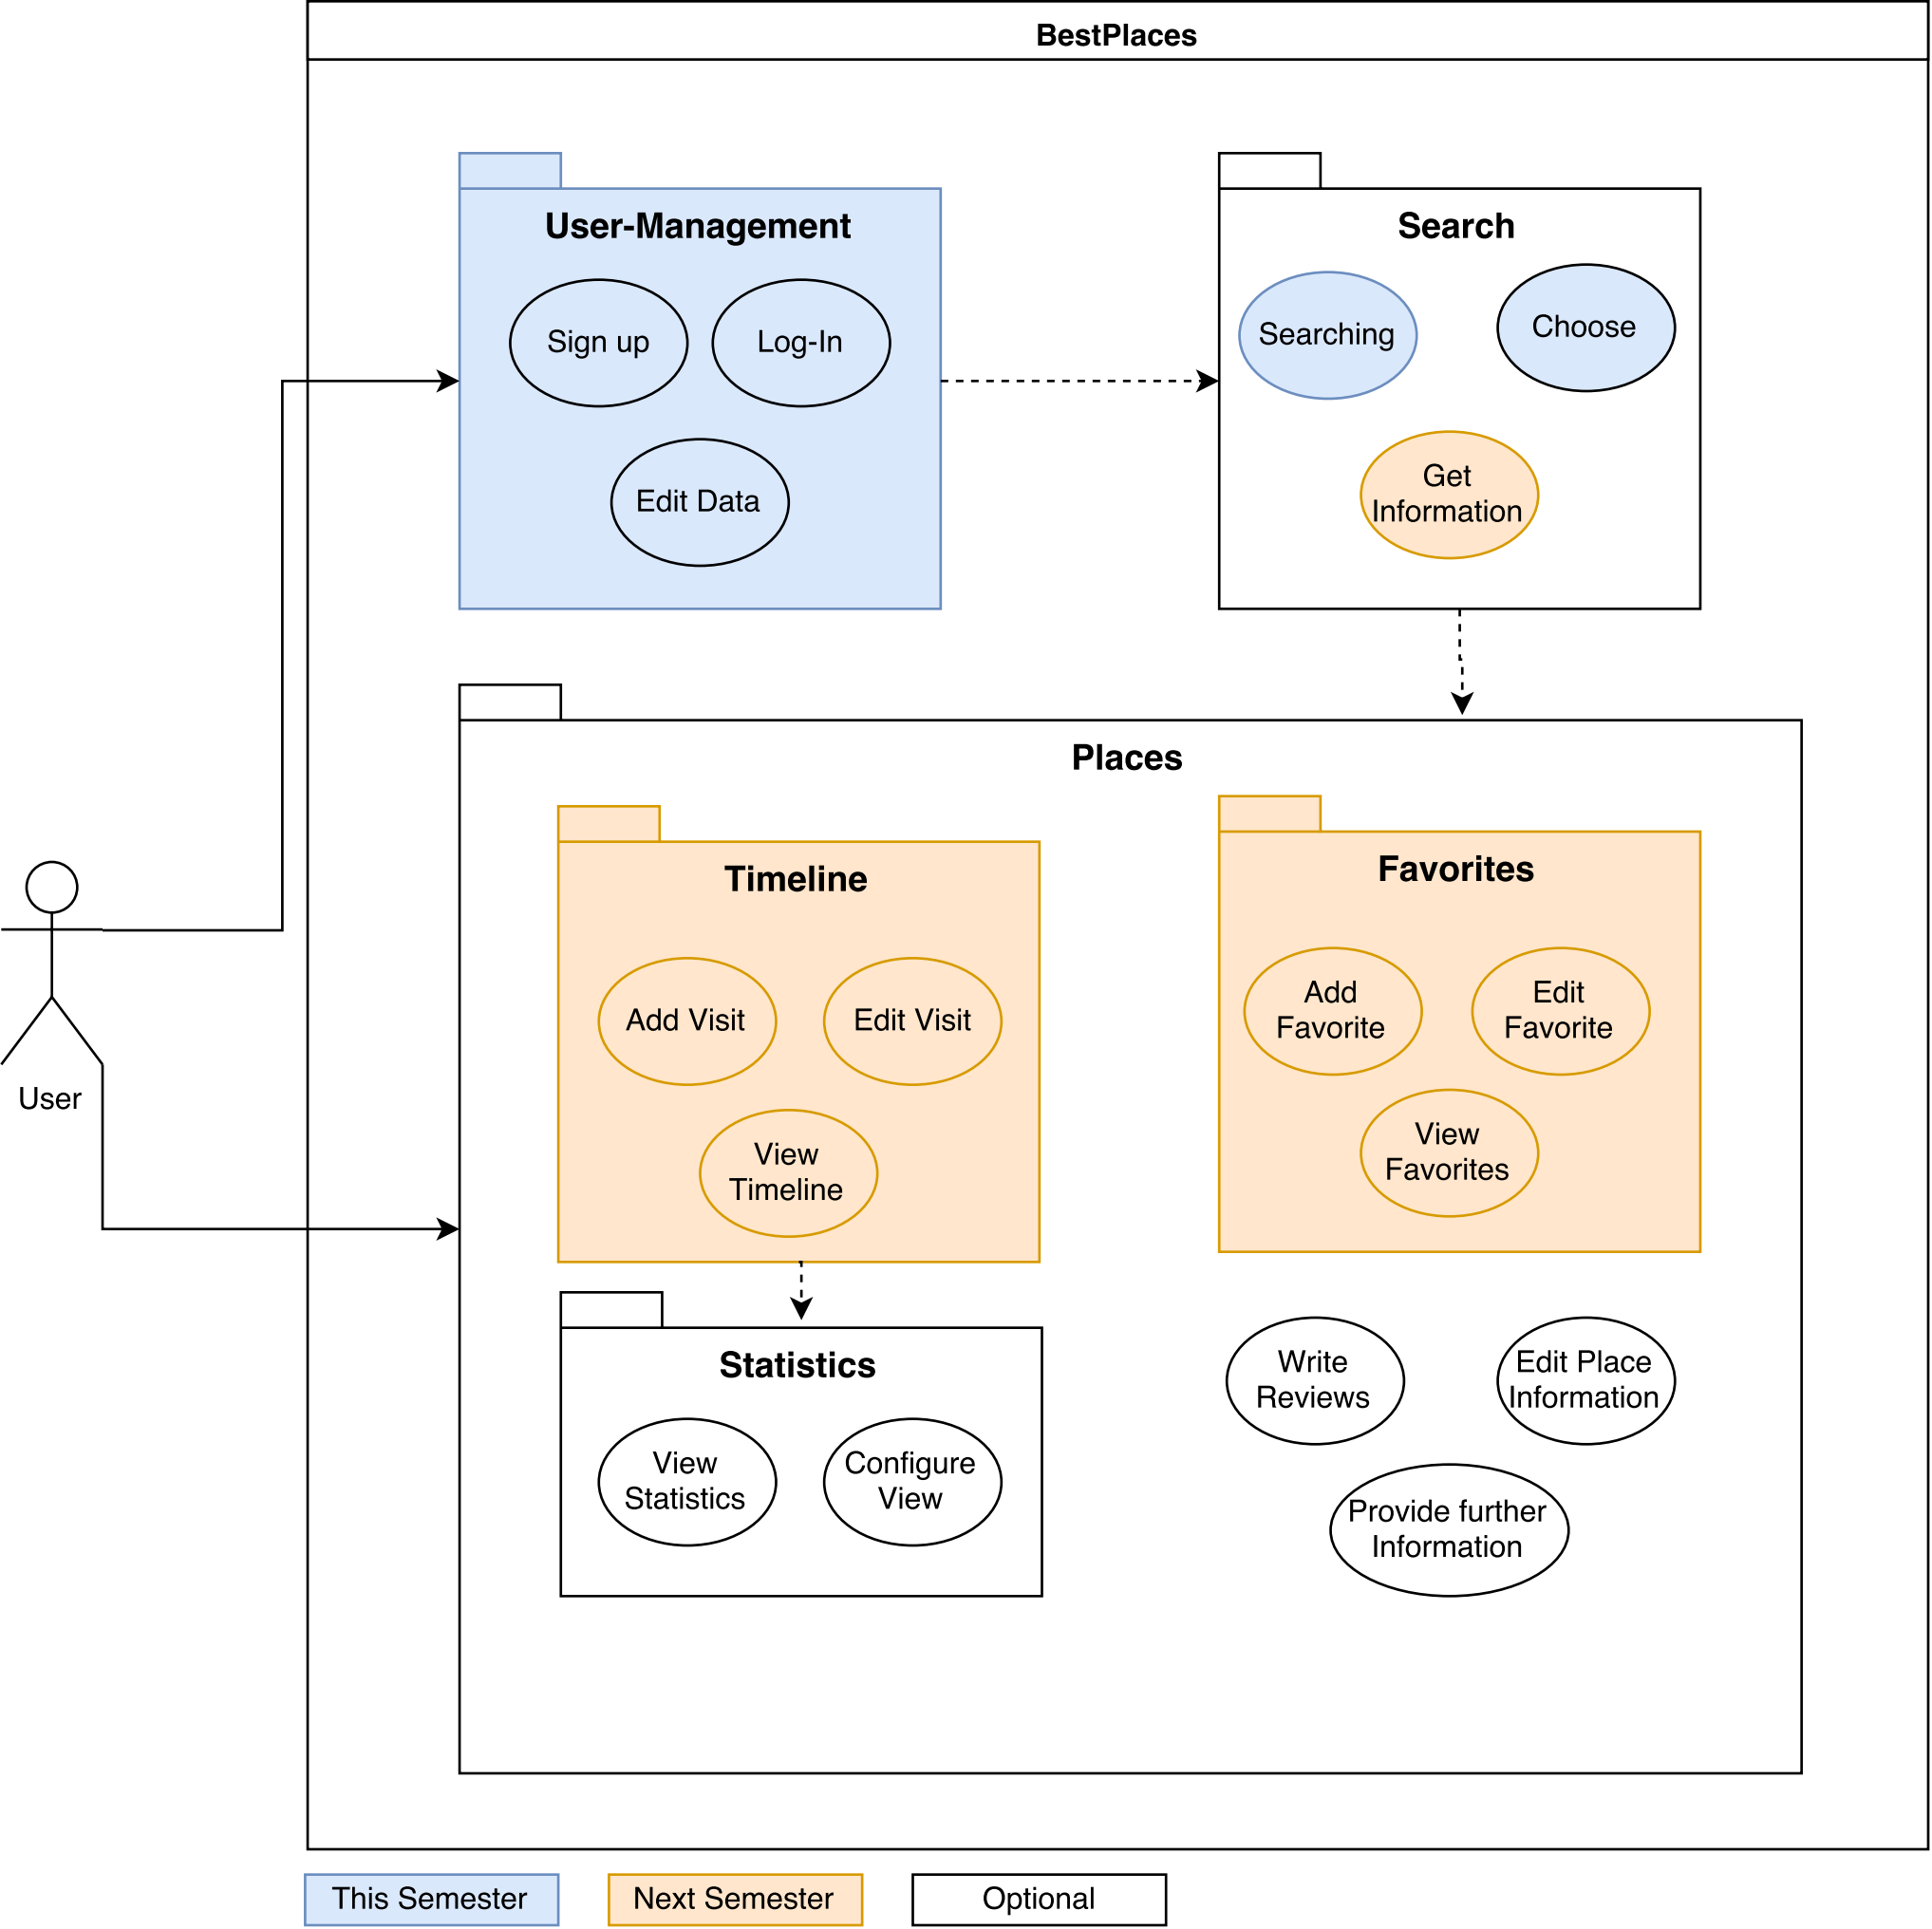 BestPlaces
User-Management
Sign up
Log-In
Edit Data
Search
Searching
Choose
Get
Information
Places
Timeline
Add Visit
Edit Visit
View
Timeline
Favorites
Add
Favorite
Edit
Favorite
View
Favorites
User
Statistics
View
Statistics
Configure
View
Write
Reviews
Edit Place
Information
Provide further
Information
This Semester
Next Semester
Optional